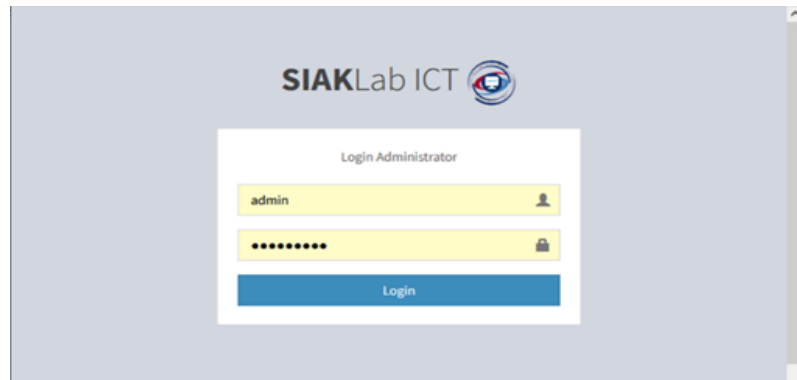 SIAKLab ICT
Login Administrator
admin
•••••••••
Login